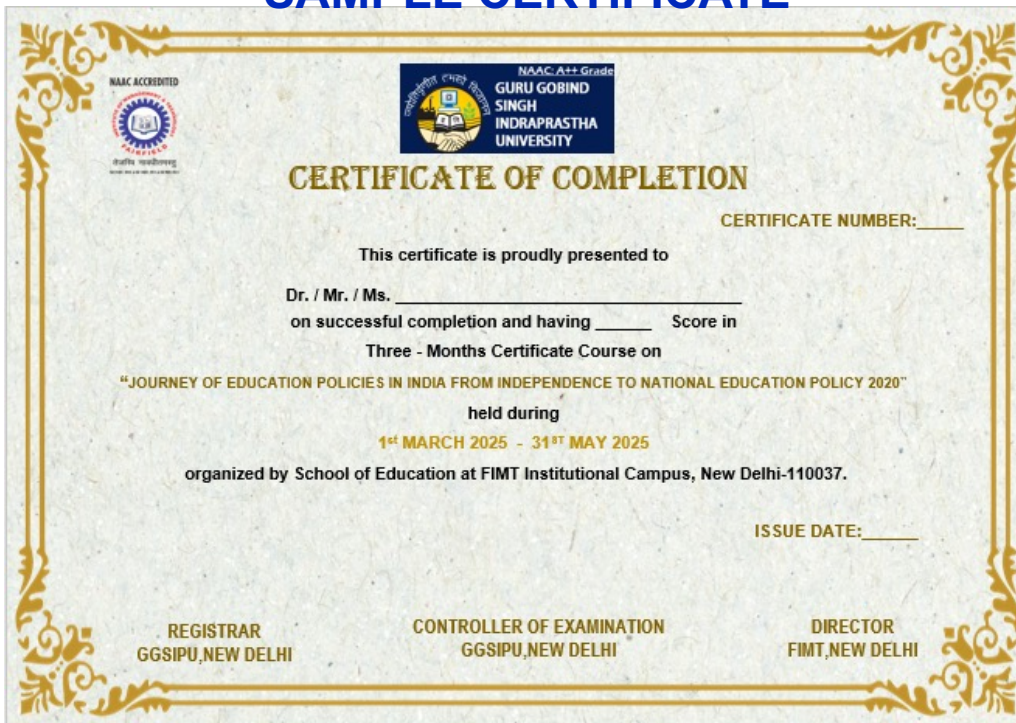 SAMPLE CERTIFICATE
NAAC ACCREDITED
NAAC: A++ Grade
GURU GOBIND
SINGH
INDRAPRASTHA
UNIVERSITY
FAIRFIELD
CERTIFICATE OF COMPLETION
CERTIFICATE NUMBER:_____
This certificate is proudly presented to
Dr. / Mr. / Ms. ____________________________________
on successful completion and having ______ Score in
Three - Months Certificate Course on
“JOURNEY OF EDUCATION POLICIES IN INDIA FROM INDEPENDENCE TO NATIONAL EDUCATION POLICY 2020”
held during
1st MARCH 2025 - 31ST MAY 2025
organized by School of Education at FIMT Institutional Campus, New Delhi-110037.
ISSUE DATE:______
REGISTRAR
GGSIPU,NEW DELHI
CONTROLLER OF EXAMINATION
GGSIPU,NEW DELHI
DIRECTOR
FIMT,NEW DELHI